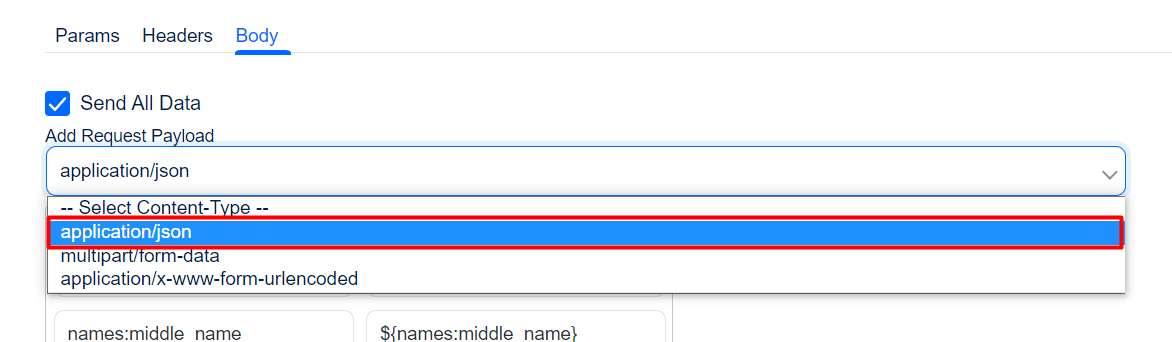 Params Headers Body
Send All Data
Add Request Payload
application/json
-- Select Content-Type --
application/json
multipart/form-data
application/x-www-form-urlencoded
names:middle_name ${names:middle_name}